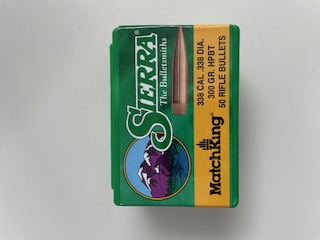 SIERRA®
The Bulletsmiths
MatchKing®
338 CAL .338 DIA.
300 GR. HPBT
50 RIFLE BULLETS